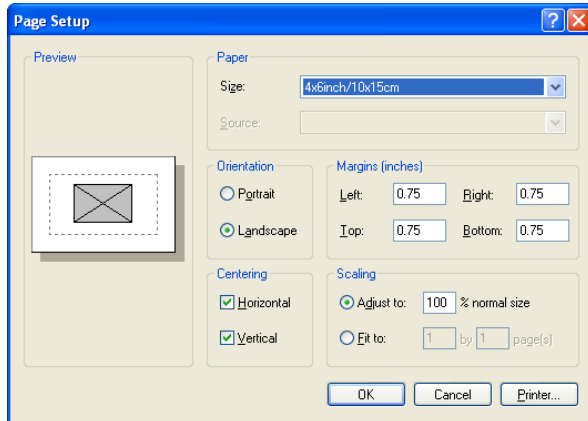 Page Setup
Preview
Paper
Size: 4x6inch/10x15cm
Source:
Orientation
Portrait
Landscape
Margins (inches)
Left: 0.75 Right: 0.75
Top: 0.75 Bottom: 0.75
Centering
Horizontal
Vertical
Scaling
Adjust to: 100 % normal size
Fit to: 1 by 1 page(s)
OK Cancel Printer...